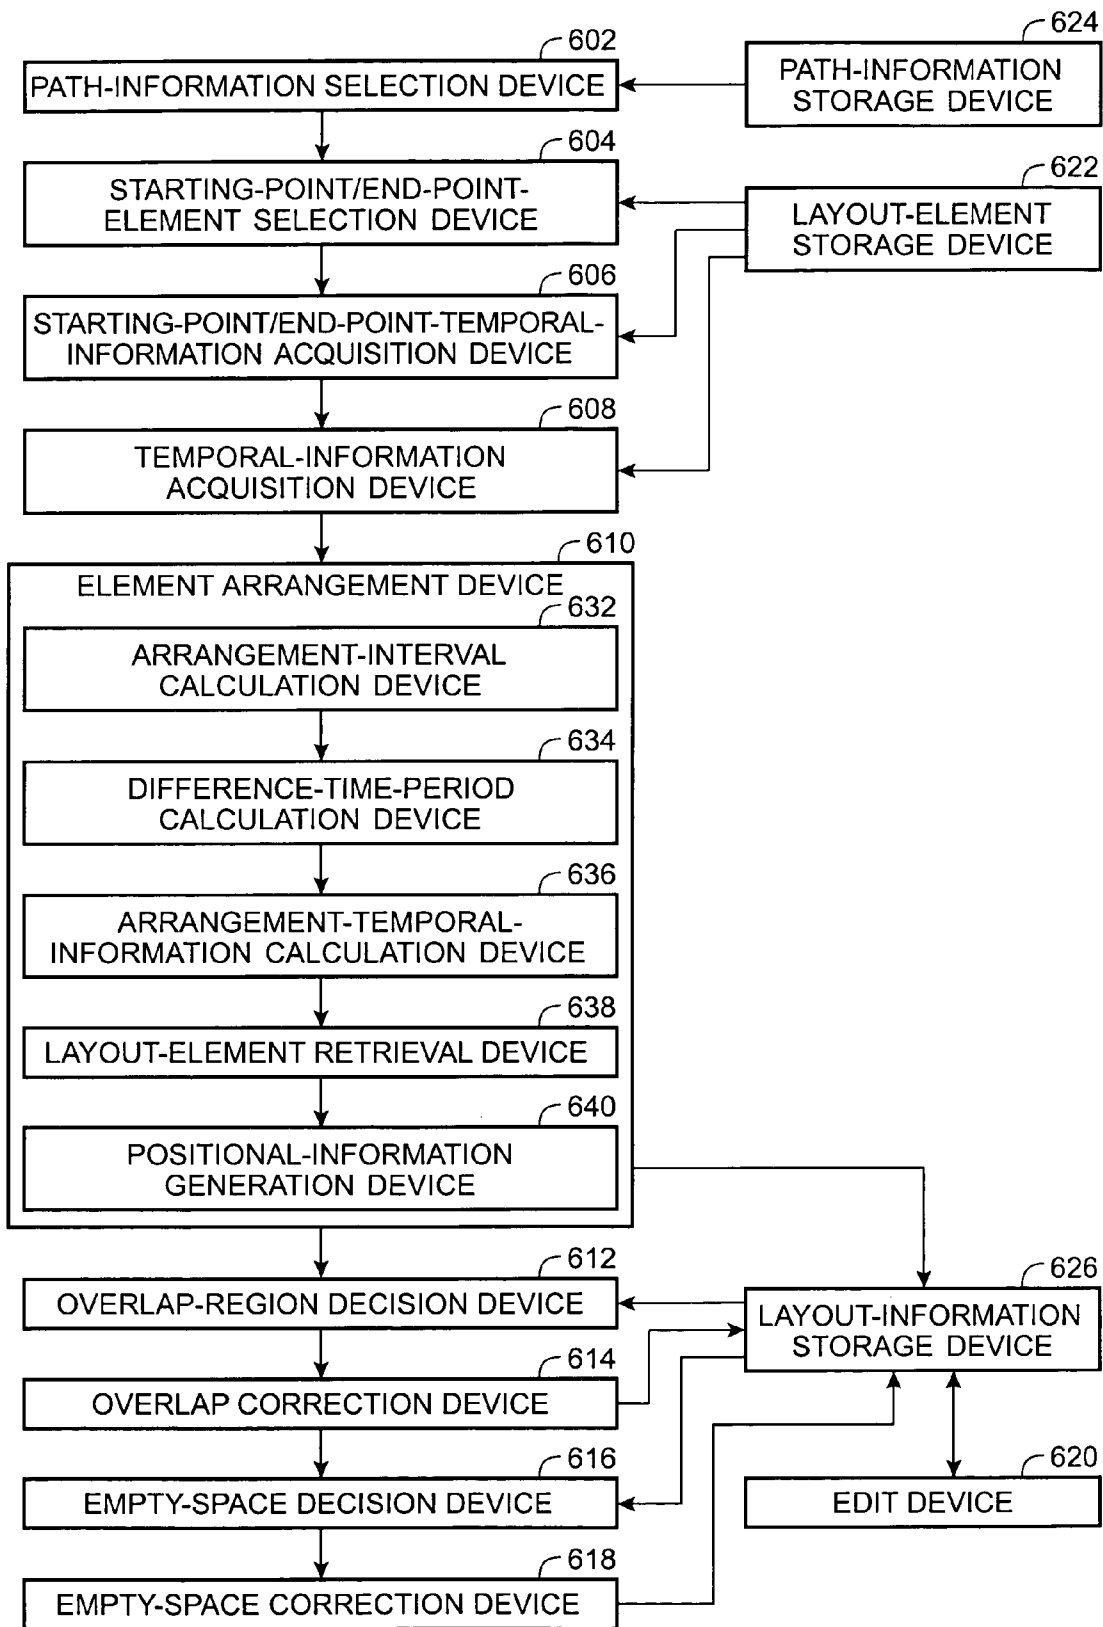 602
PATH-INFORMATION SELECTION DEVICE
624
PATH-INFORMATION
STORAGE DEVICE
604
STARTING-POINT/END-POINT-
ELEMENT SELECTION DEVICE
622
LAYOUT-ELEMENT
STORAGE DEVICE
606
STARTING-POINT/END-POINT-TEMPORAL-
INFORMATION ACQUISITION DEVICE
608
TEMPORAL-INFORMATION
ACQUISITION DEVICE
610
ELEMENT ARRANGEMENT DEVICE
632
ARRANGEMENT-INTERVAL
CALCULATION DEVICE
634
DIFFERENCE-TIME-PERIOD
CALCULATION DEVICE
636
ARRANGEMENT-TEMPORAL-
INFORMATION CALCULATION DEVICE
638
LAYOUT-ELEMENT RETRIEVAL DEVICE
640
POSITIONAL-INFORMATION
GENERATION DEVICE
612
OVERLAP-REGION DECISION DEVICE
626
LAYOUT-INFORMATION
STORAGE DEVICE
614
OVERLAP CORRECTION DEVICE
616
EMPTY-SPACE DECISION DEVICE
620
EDIT DEVICE
618
EMPTY-SPACE CORRECTION DEVICE